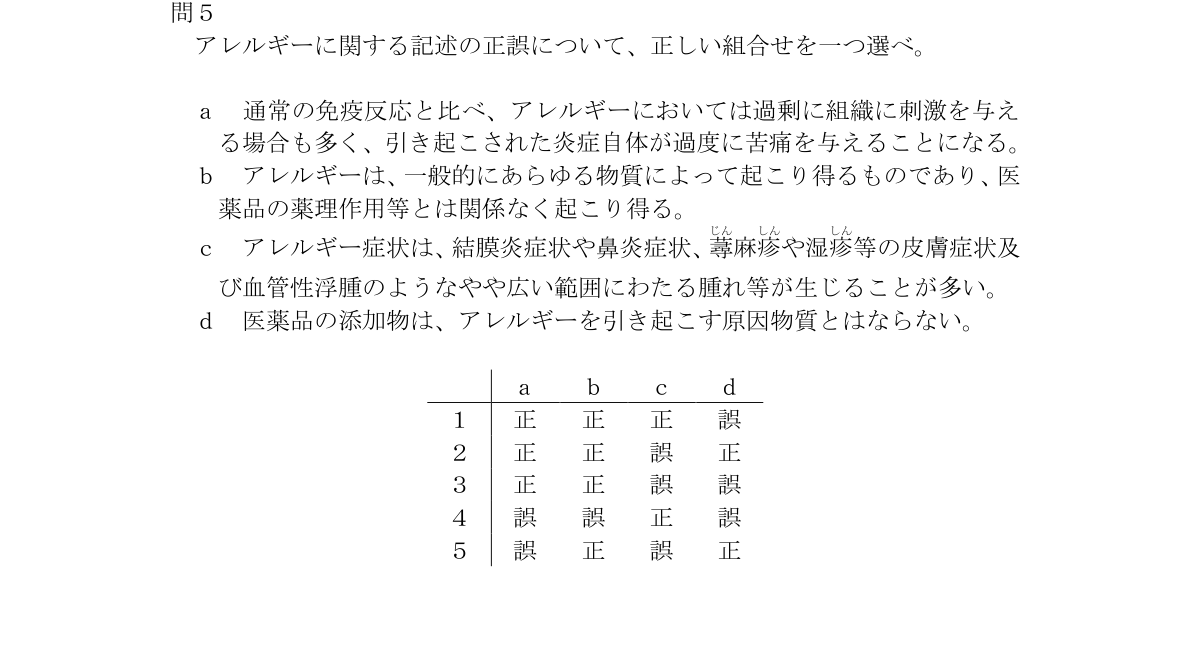 問５
アレルギーに関する記述の正誤について、正しい組合せを一つ選べ。
ａ　通常の免疫反応と比べ、アレルギーにおいては過剰に組織に刺激を与え
る場合も多く、引き起こされた炎症自体が過度に苦痛を与えることになる。
ｂ　アレルギーは、一般的にあらゆる物質によって起こり得るものであり、医
薬品の薬理作用等とは関係なく起こり得る。
じん しん しん
ｃ　アレルギー症状は、結膜炎症状や鼻炎症状、蕁麻疹や湿疹等の皮膚症状及
び血管性浮腫のようなやや広い範囲にわたる腫れ等が生じることが多い。
ｄ　医薬品の添加物は、アレルギーを引き起こす原因物質とはならない。
ａ ｂ ｃ ｄ
１ 正 正 正 誤
２ 正 正 誤 正
３ 正 正 誤 誤
４ 誤 誤 正 誤
５ 誤 正 誤 正